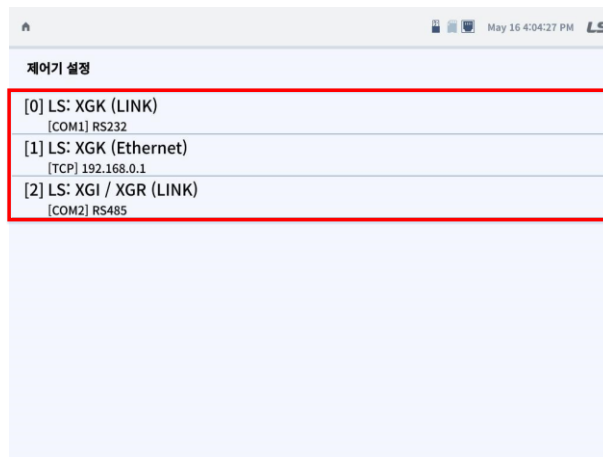 May 16 4:04:27 PM LS
제어기 설정
[0] LS: XGK (LINK)
[COM1] RS232
[1] LS: XGK (Ethernet)
[TCP] 192.168.0.1
[2] LS: XGI / XGR (LINK)
[COM2] RS485